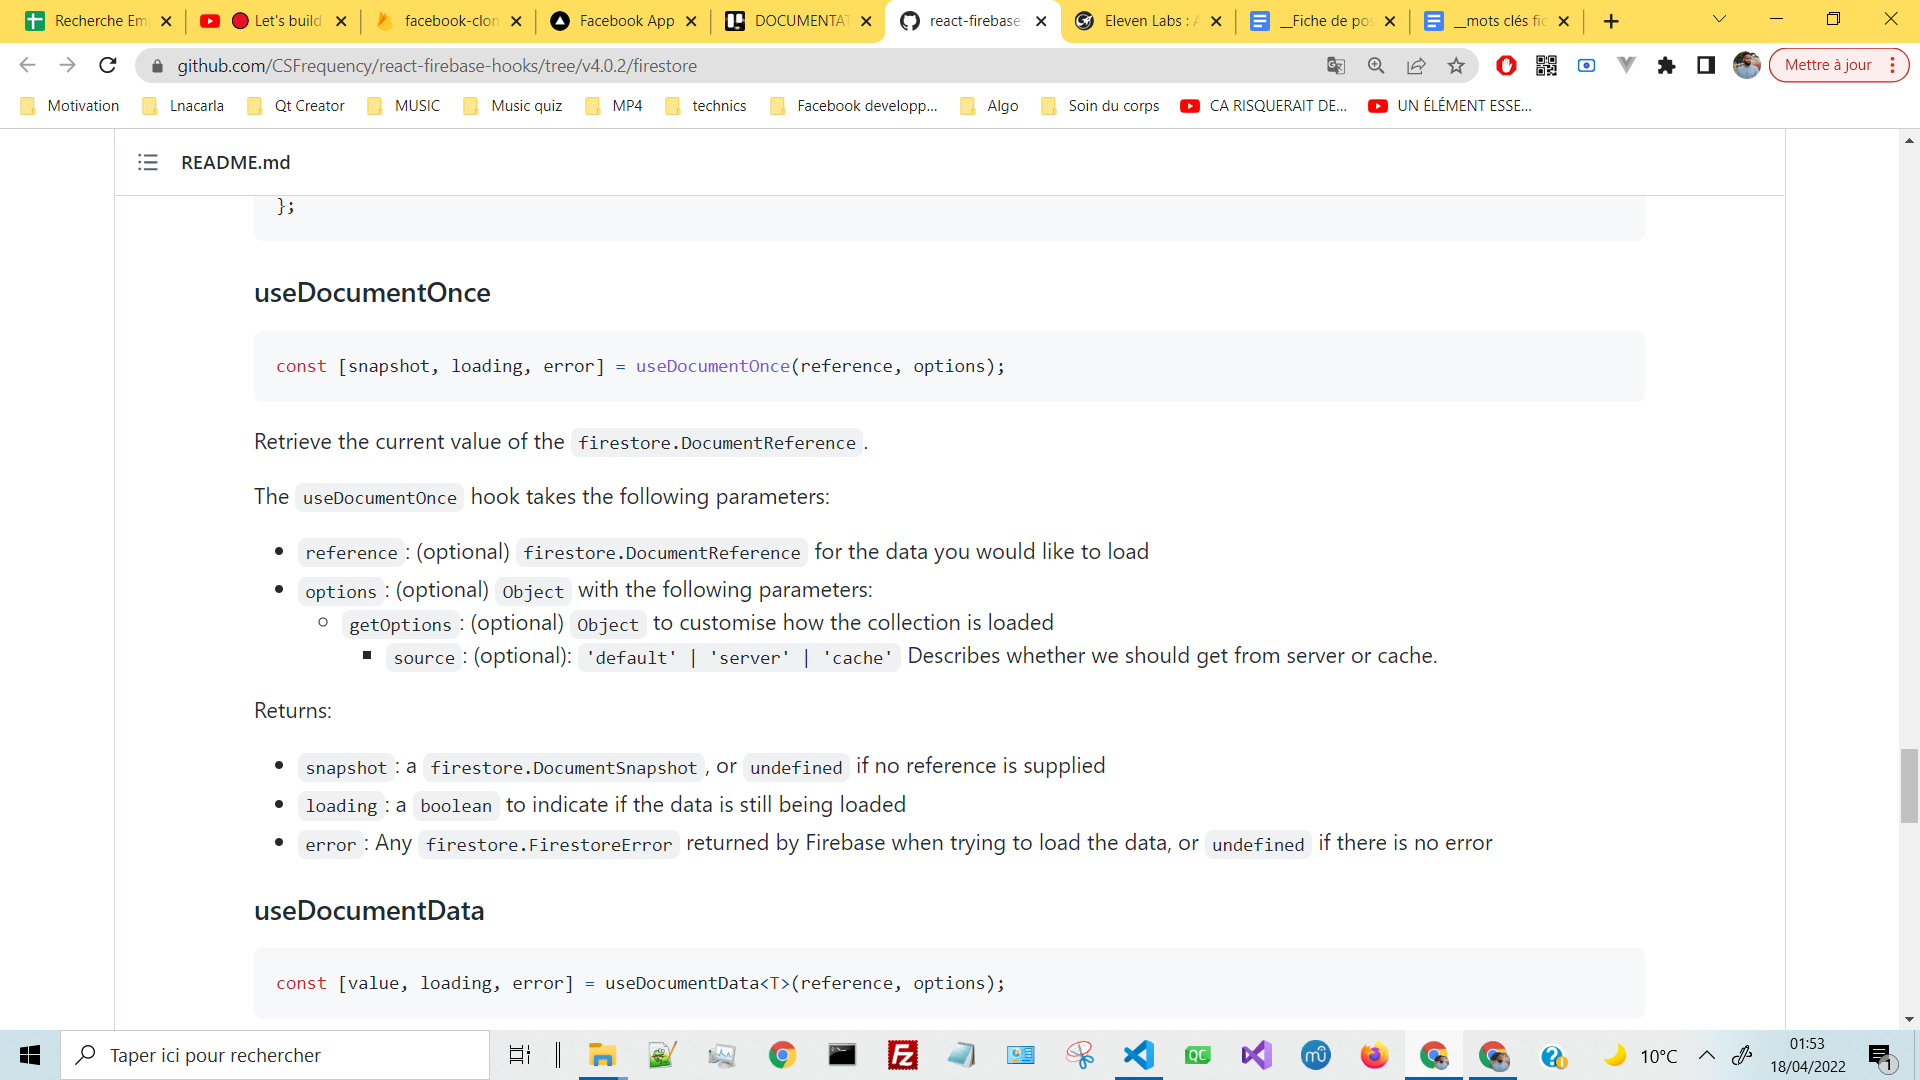 Recherche Em
Let's build
facebook-clon
Facebook App
DOCUMENTAT
react-firebase-
Eleven Labs : A
__Fiche de pos
__mots clés fic
github.com/CSFrequency/react-firebase-hooks/tree/v4.0.2/firestore
Mettre à jour
Motivation
Lnacarla
Qt Creator
MUSIC
Music quiz
MP4
technics
Facebook developp...
Algo
Soin du corps
CA RISQUERAIT DE...
UN ÉLÉMENT ESSE...
README.md
};
useDocumentOnce
const [snapshot, loading, error] = useDocumentOnce(reference, options);
Retrieve the current value of the firestore.DocumentReference.
The useDocumentOnce hook takes the following parameters:
reference: (optional) firestore.DocumentReference for the data you would like to load
options: (optional) Object with the following parameters:
getOptions: (optional) Object to customise how the collection is loaded
source: (optional): 'default' | 'server' | 'cache' Describes whether we should get from server or cache.
Returns:
snapshot: a firestore.DocumentSnapshot, or undefined if no reference is supplied
loading: a boolean to indicate if the data is still being loaded
error: Any firestore.FirestoreError returned by Firebase when trying to load the data, or undefined if there is no error
useDocumentData
const [value, loading, error] = useDocumentData<T>(reference, options);
Taper ici pour rechercher
10°C
01:53
18/04/2022
1